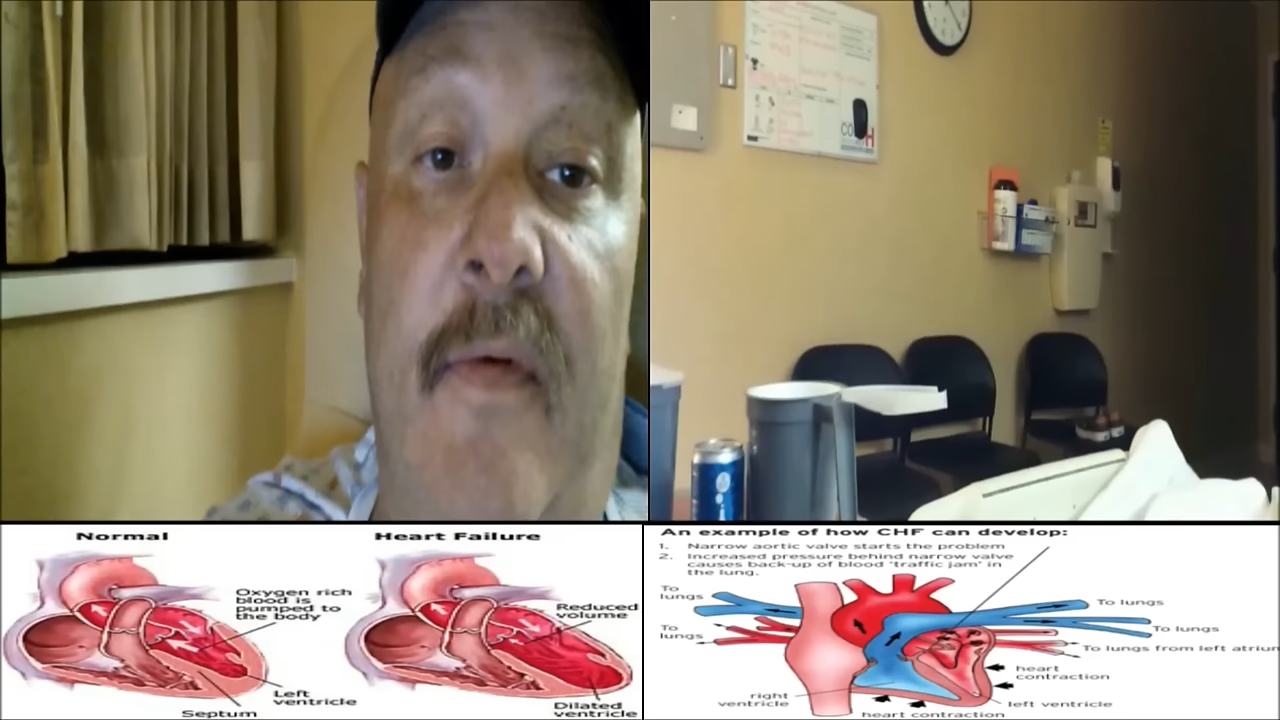 CO H
Normal
Heart Failure
Oxygen rich
blood is
pumped to
the body
Left
ventricle
Septum
Reduced
volume
Dilated
ventricle
An example of how CHF can develop:
1. Narrow aortic valve starts the problem
2. Increased pressure behind narrow valve
causes back-up of blood 'traffic jam' in
the lung.
To
lungs
To
lungs
To lungs
To lungs
To lungs from left atrium
heart
contraction
right
ventricle
left ventricle
heart contraction